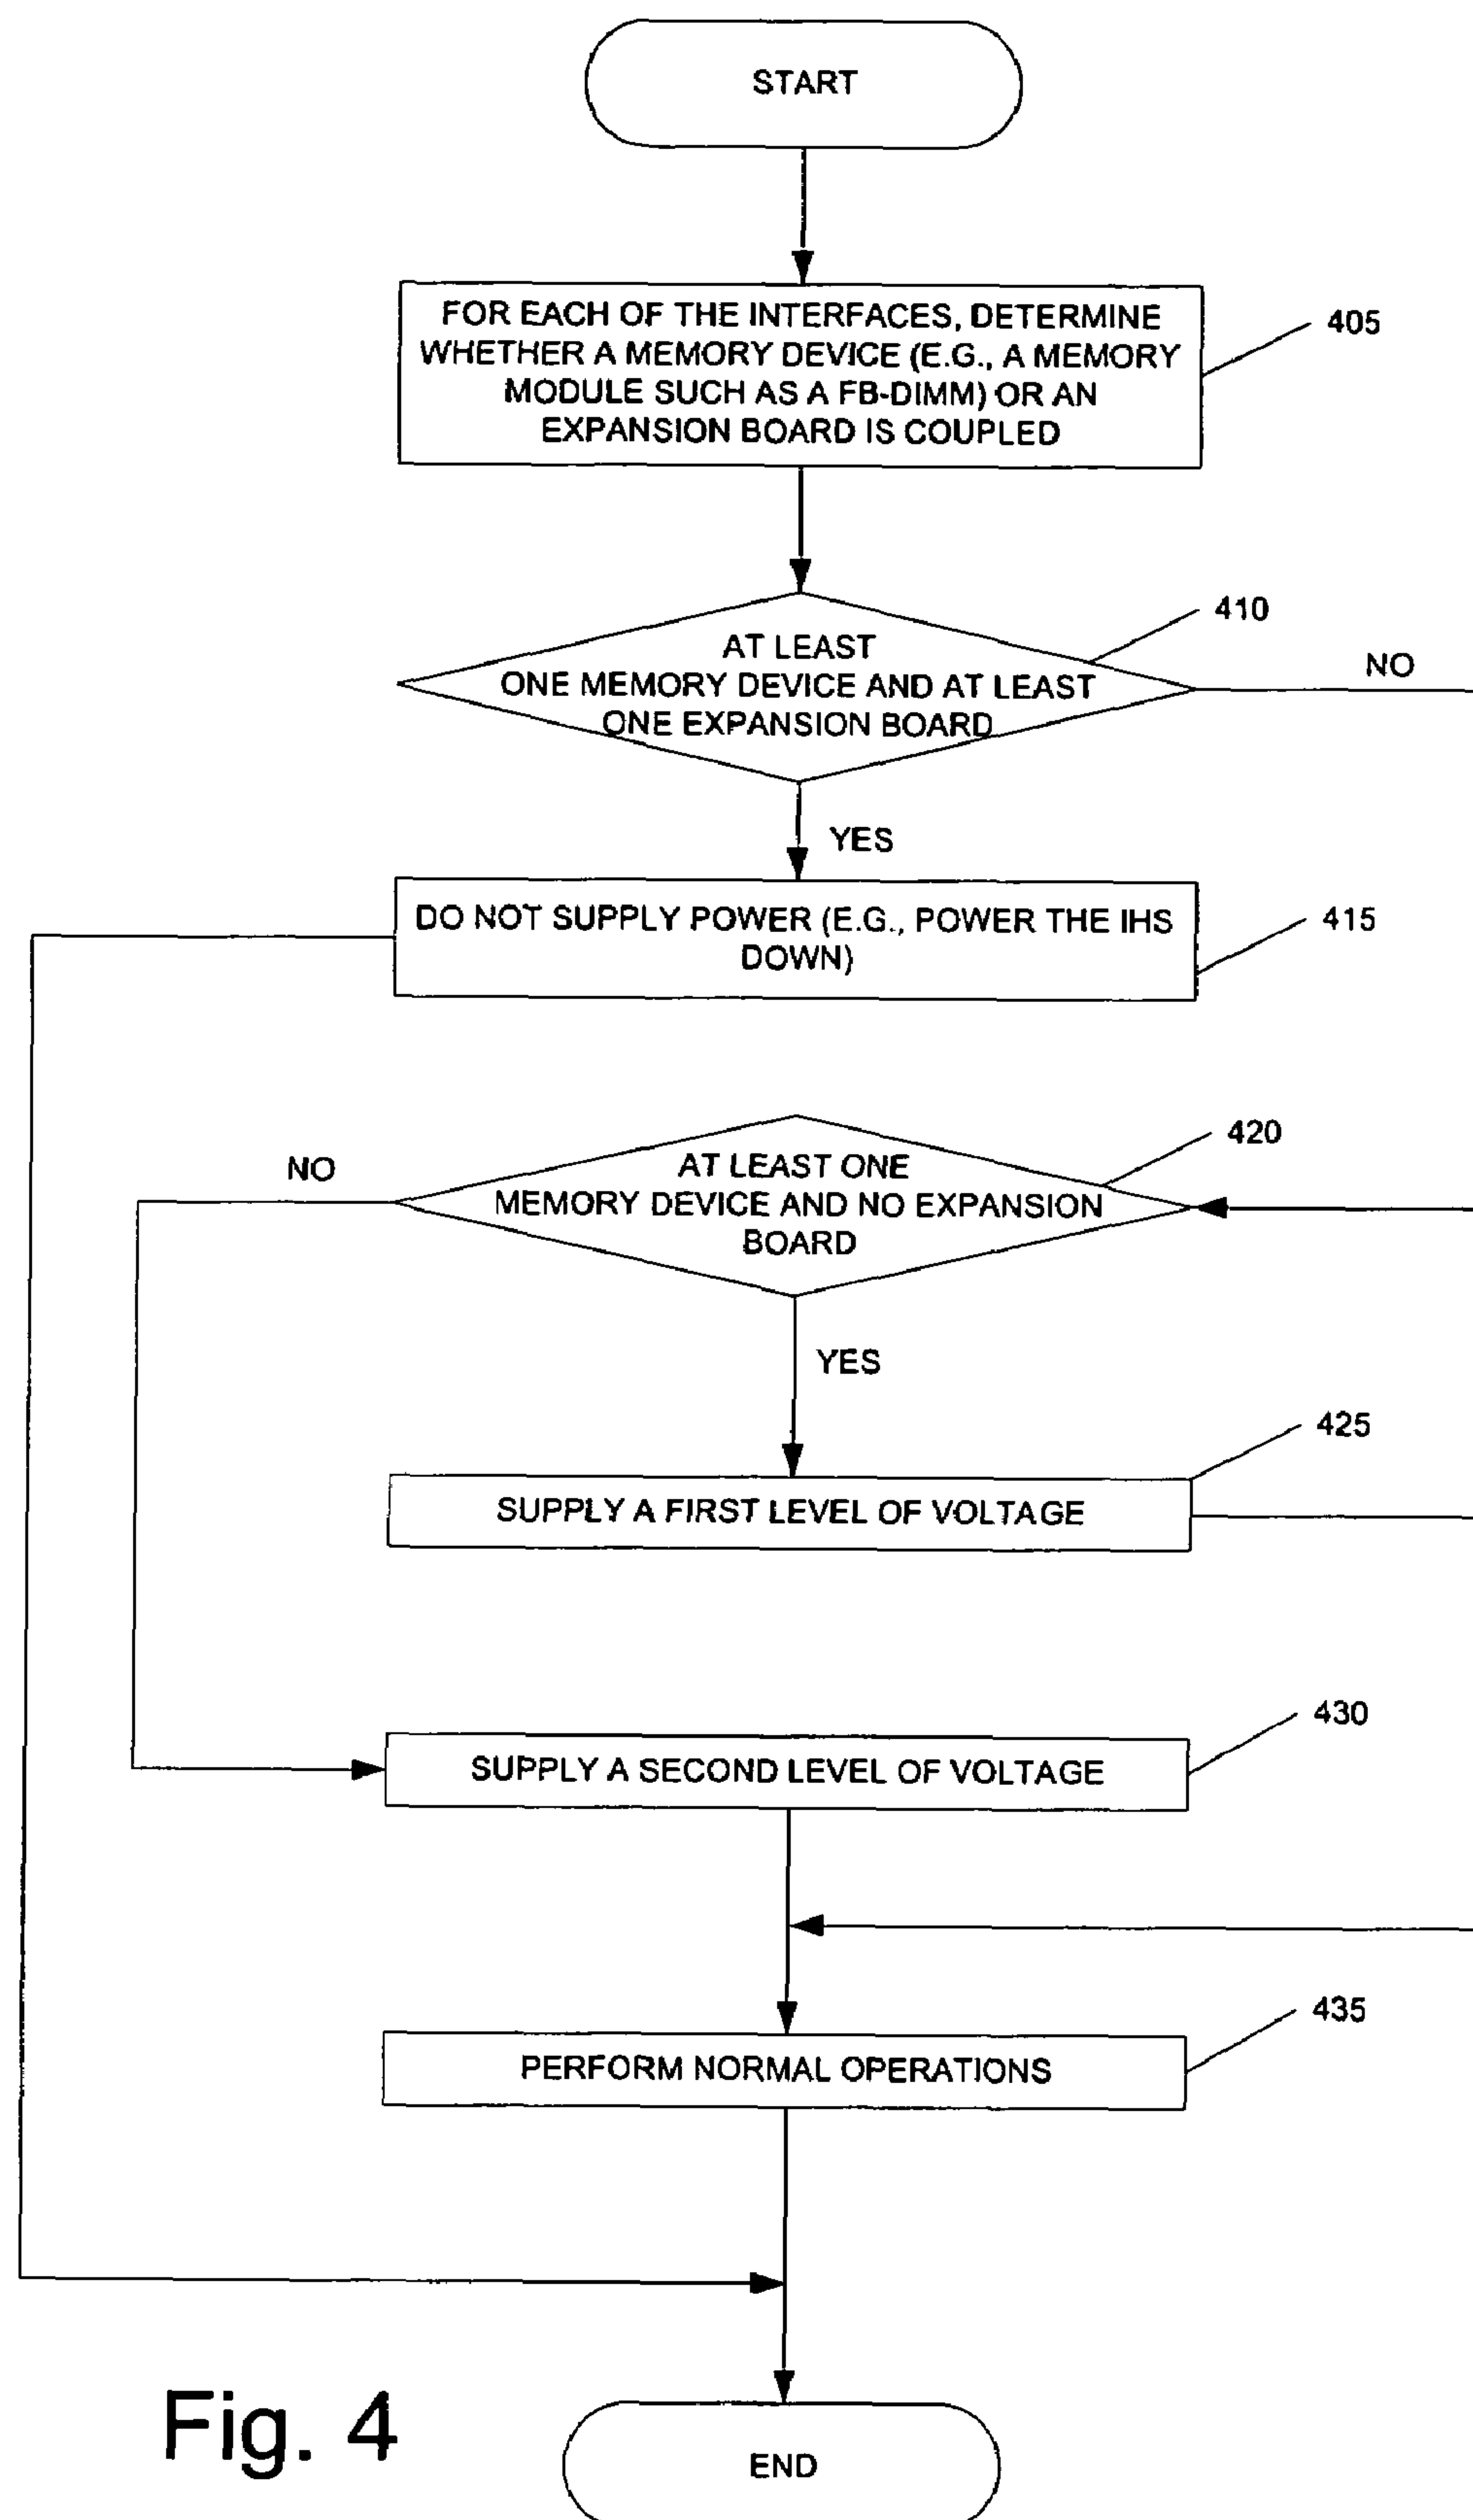 START
FOR EACH OF THE INTERFACES, DETERMINE
WHETHER A MEMORY DEVICE (E.G., A MEMORY
MODULE SUCH AS A FB-DIMM) OR AN
EXPANSION BOARD IS COUPLED
405
AT LEAST
ONE MEMORY DEVICE AND AT LEAST
ONE EXPANSION BOARD
410
NO
YES
DO NOT SUPPLY POWER (E.G., POWER THE IHS
DOWN)
415
AT LEAST ONE
MEMORY DEVICE AND NO EXPANSION
BOARD
420
NO
YES
425
SUPPLY A FIRST LEVEL OF VOLTAGE
430
SUPPLY A SECOND LEVEL OF VOLTAGE
435
PERFORM NORMAL OPERATIONS
Fig. 4
END